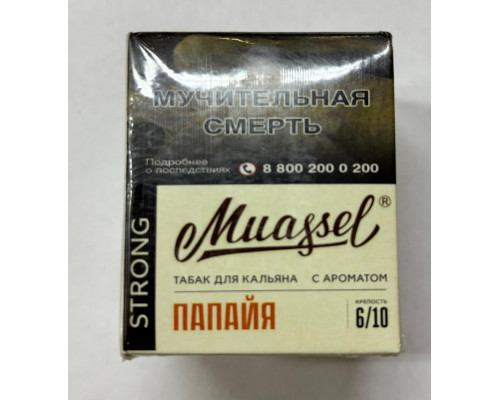 МУЧИТЕЛЬНАЯ
СМЕРТЬ
Подробнее
о последствиях
8 800 200 0 200
STRONG
Muassel®
ТАБАК ДЛЯ КАЛЬЯНА С АРОМАТОМ
ПАПАЙЯ
КРЕПОСТЬ
6/10